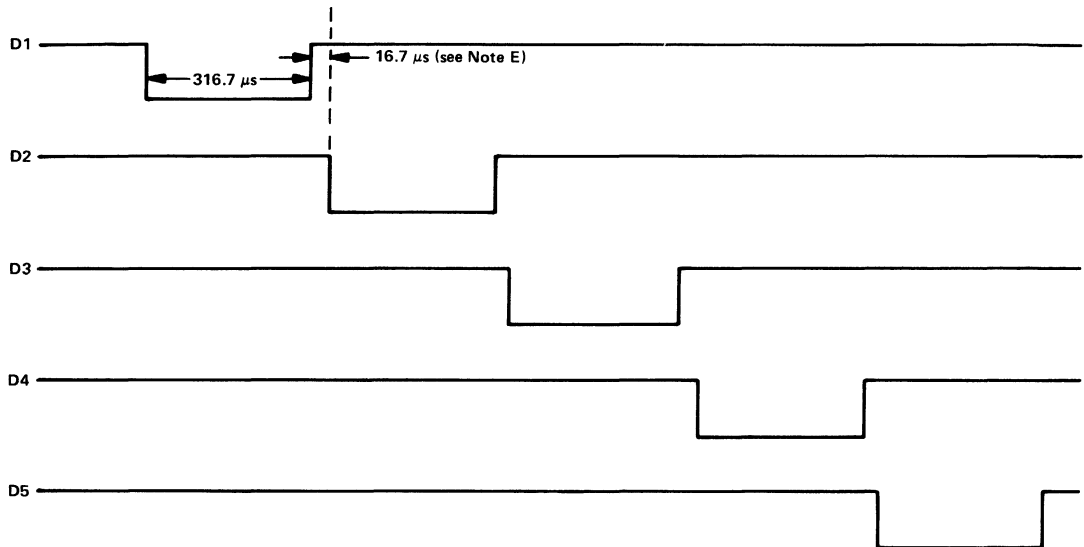 D1
16.7 μs (see Note E)
316.7 μs
D2
D3
D4
D5